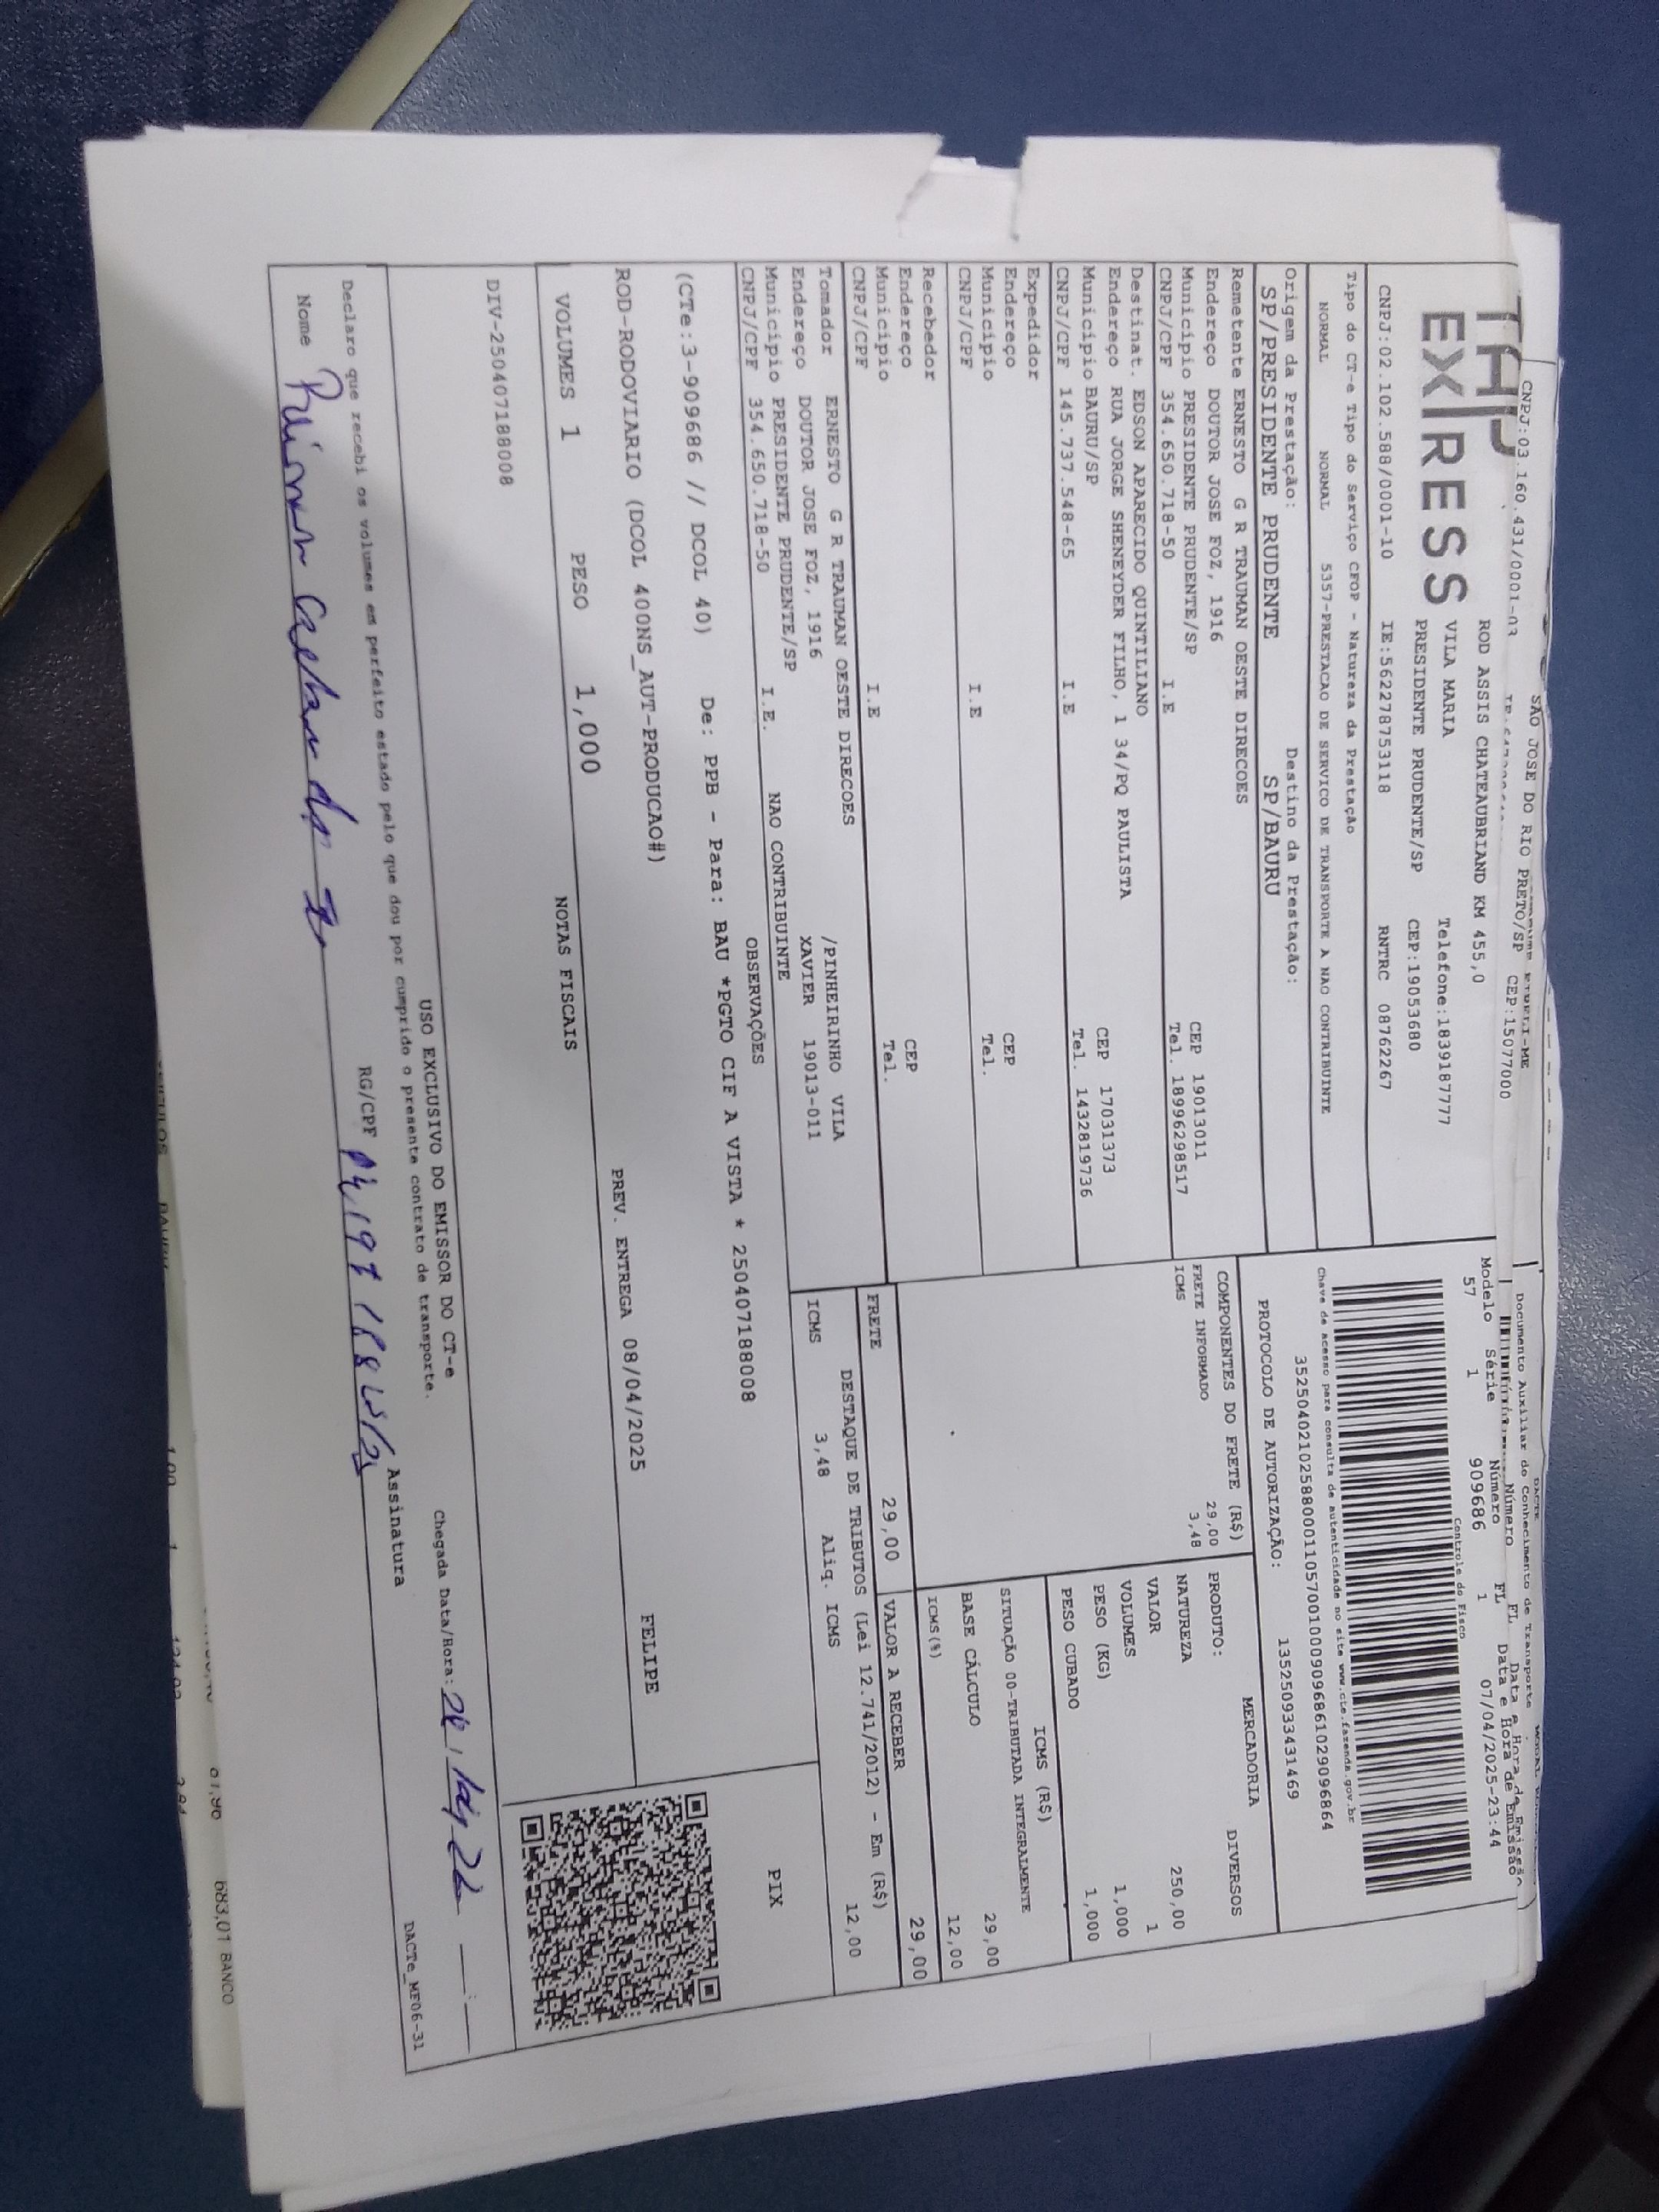 CNPJ:03.160.431/0001-03
SÃO JOSE DO RIO PRETO/SP CEP:15077000
EXPRESS
ROD ASSIS CHATEAUBRIAND KM 455,0
VILA MARIA Telefone:1839187777
PRESIDENTE PRUDENTE/SP CEP:19053680
CNPJ:02.102.588/0001-10 IE:562278753118 RNTRC 08762267
Documento Auxiliar do Conhecimento de Transporte
Modelo Série Número FL Data e Hora de Emissão
57 1 909686 1 07/04/2025-23:44
Controle do Fisco
Chave de acesso para consulta de autenticidade no site www.cte.fazenda.gov.br
35250402102588000110570010009096861029096864
PROTOCOLO DE AUTORIZAÇÃO: 135250933431469
Tipo do CT-e Tipo do Serviço CFOP - Natureza da Prestação
NORMAL NORMAL 5357-PRESTACAO DE SERVICO DE TRANSPORTE A NAO CONTRIBUINTE
Origem da Prestação: Destino da Prestação:
SP/PRESIDENTE PRUDENTE SP/BAURU
Remetente ERNESTO G R TRAUMAN OESTE DIRECOES
Endereço DOUTOR JOSE FOZ, 1916 CEP 19013011
Município PRESIDENTE PRUDENTE/SP Tel. 18996298517
CNPJ/CPF 354.650.718-50 I.E
Destinat. EDSON APARECIDO QUINTILIANO
Endereço RUA JORGE SHENEYDER FILHO, 1 34/PQ PAULISTA CEP 17031373
Município BAURU/SP Tel. 1432819736
CNPJ/CPF 145.737.548-65 I.E
Expedidor
Endereço CEP
Município Tel.
CNPJ/CPF I.E
Recebedor
Endereço CEP
Municipio Tel.
CNPJ/CPF I.E
Tomador ERNESTO G R TRAUMAN OESTE DIRECOES /PINHEIRINHO VILA
Endereço DOUTOR JOSE FOZ, 1916 XAVIER 19013-011
Municipio PRESIDENTE PRUDENTE/SP
CNPJ/CPF 354.650.718-50 I.E. NAO CONTRIBUINTE
COMPONENTES DO FRETE (R$)
FRETE INFORMADO 29,00
ICMS 3,48
MERCADORIA
PRODUTO: DIVERSOS
NATUREZA
VALOR 250,00
VOLUMES 1
PESO (KG) 1,000
PESO CUBADO 1,000
ICMS (R$)
SITUAÇÃO 00-TRIBUTADA INTEGRALMENTE
BASE CÁLCULO 29,00
ICMS(%) 12,00
FRETE 29,00 VALOR A RECEBER 29,00
DESTAQUE DE TRIBUTOS (Lei 12.741/2012) - Em (R$)
ICMS 3,48 Aliq. ICMS 12,00
OBSERVAÇÕES
(CTe:3-909686 // DCOL 40) De: PPB - Para: BAU *PGTO CIF A VISTA * 250407188008
ROD-RODOVIARIO (DCOL 400NS_AUT-PRODUCAO#)
PIX
PREV. ENTREGA 08/04/2025 FELIPE
VOLUMES 1 PESO 1,000 NOTAS FISCAIS
DIV-250407188008
USO EXCLUSIVO DO EMISSOR DO CT-e
Declaro que recebi os volumes em perfeito estado pelo que dou por cumprido o presente contrato de transporte.
Chegada Data/Hora:
Nome RG/CPF Assinatura
DACTe_MF06-31
683,01 BANCO